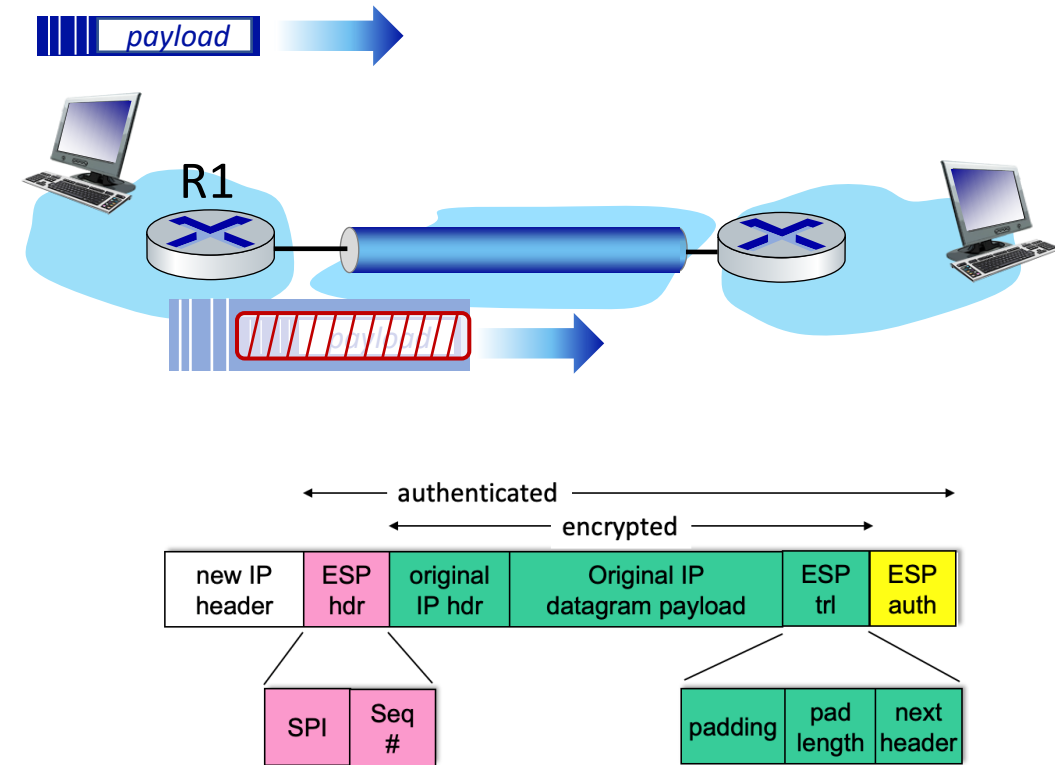 payload
R1
payload
authenticated
encrypted
new IP
header
ESP
hdr
original
IP hdr
Original IP
datagram payload
ESP
trl
ESP
auth
SPI
Seq
#
padding
pad
length
next
header